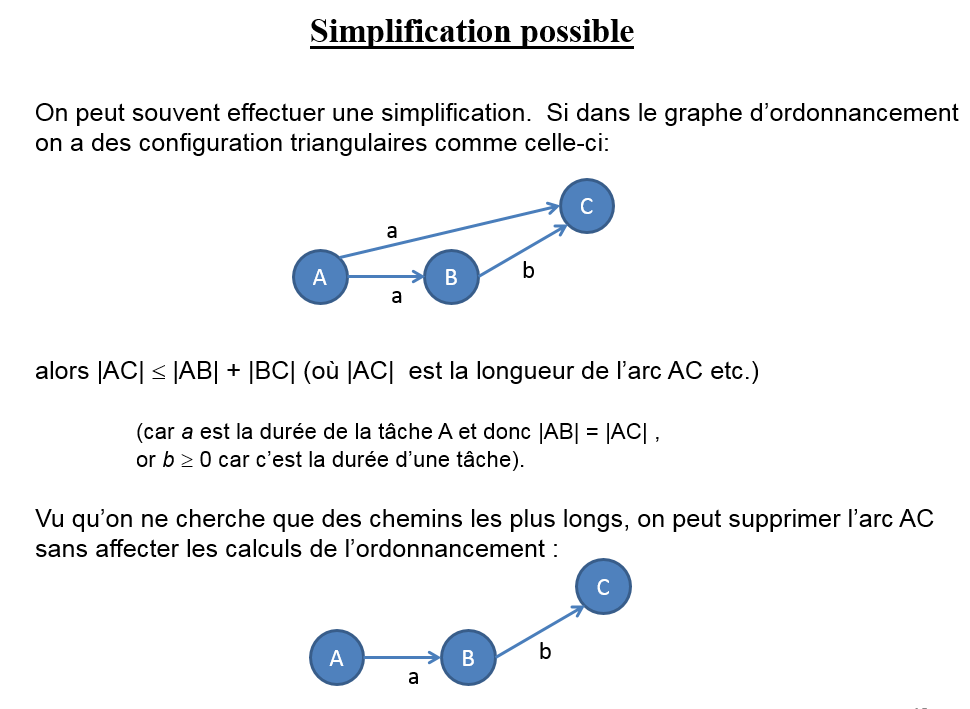 Simplification possible
On peut souvent effectuer une simplification. Si dans le graphe d’ordonnancement
on a des configuration triangulaires comme celle-ci:
C
a
A
B
b
a
alors |AC| ≤ |AB| + |BC| (où |AC| est la longueur de l’arc AC etc.)
(car a est la durée de la tâche A et donc |AB| = |AC| ,
or b ≥ 0 car c’est la durée d’une tâche).
Vu qu’on ne cherche que des chemins les plus longs, on peut supprimer l’arc AC
sans affecter les calculs de l’ordonnancement :
C
A
B
b
a